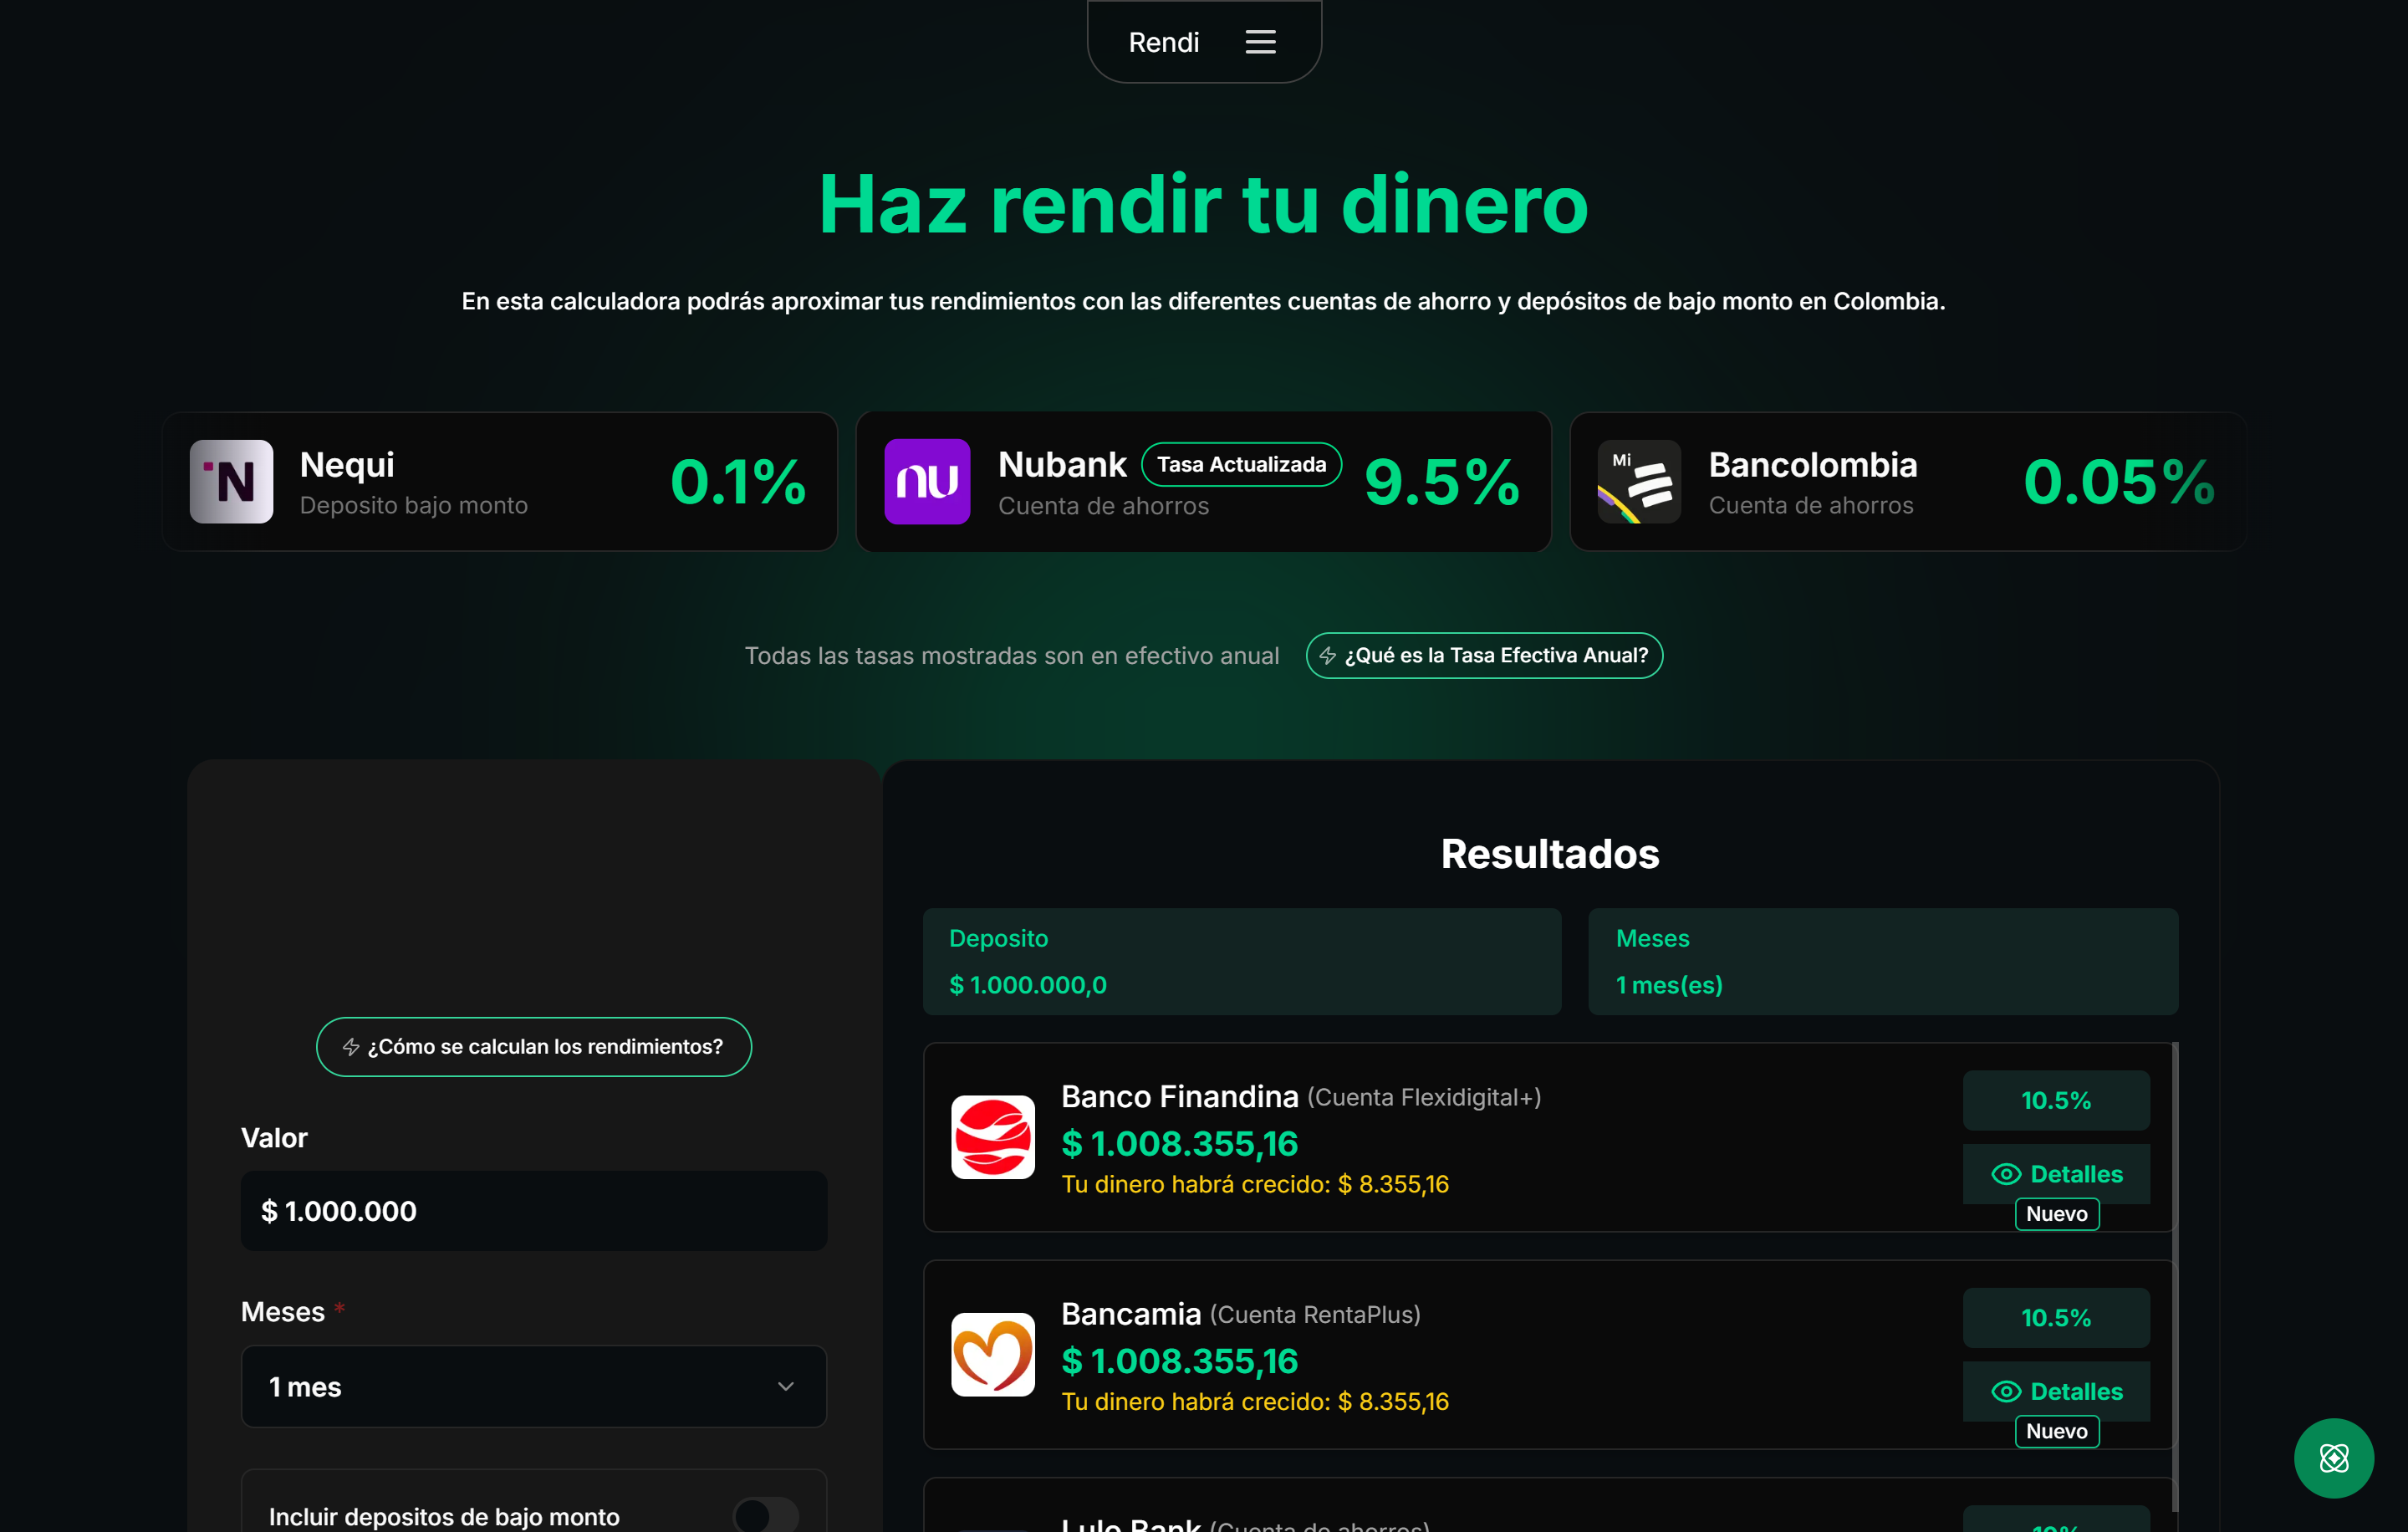 Rendi
Haz rendir tu dinero
En esta calculadora podrás aproximar tus rendimientos con las diferentes cuentas de ahorro y depósitos de bajo monto en Colombia.
N
Nequi
Deposito bajo monto
0.1%
nu
Nubank
Tasa Actualizada
Cuenta de ahorros
9.5%
Mi
Bancolombia
Cuenta de ahorros
0.05%
Todas las tasas mostradas son en efectivo anual
¿Qué es la Tasa Efectiva Anual?
¿Cómo se calculan los rendimientos?
Valor
$ 1.000.000
Meses *
1 mes
Incluir depositos de bajo monto
Resultados
Deposito
$ 1.000.000,0
Meses
1 mes(es)
Banco Finandina (Cuenta Flexidigital+)
$ 1.008.355,16
Tu dinero habrá crecido: $ 8.355,16
10.5%
Detalles
Nuevo
Bancamia (Cuenta RentaPlus)
$ 1.008.355,16
Tu dinero habrá crecido: $ 8.355,16
10.5%
Detalles
Nuevo
Lulo Bank (Cuenta de ahorros)
10%